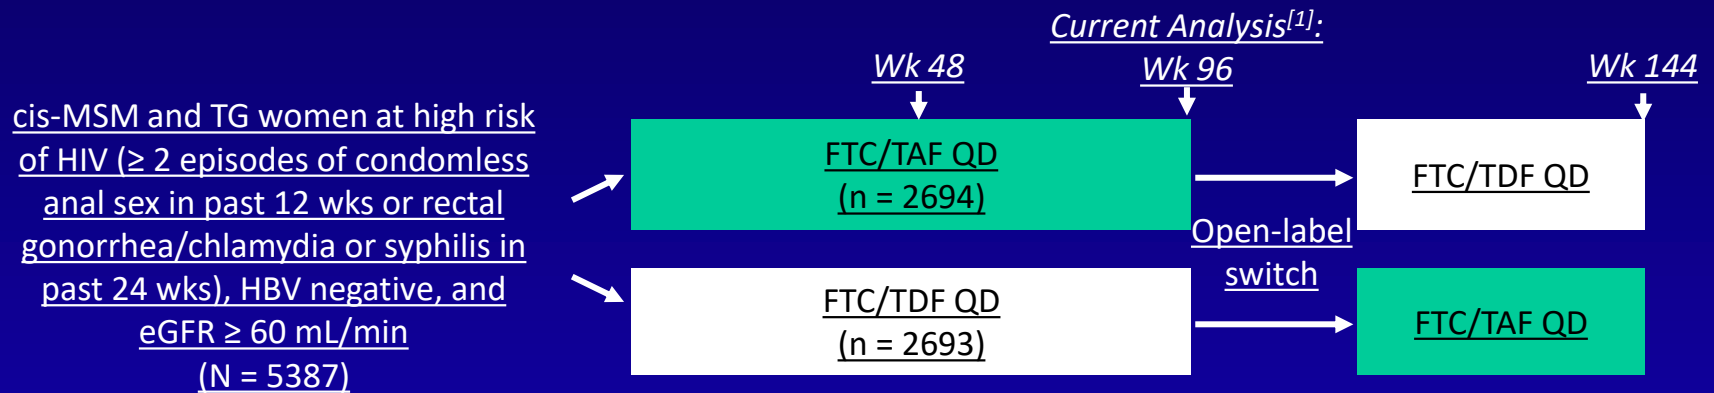 Current Analysis[1]:
Wk 48
Wk 96
Wk 144
cis-MSM and TG women at high risk
of HIV (≥ 2 episodes of condomless
anal sex in past 12 wks or rectal
gonorrhea/chlamydia or syphilis in
past 24 wks), HBV negative, and
eGFR ≥ 60 mL/min
(N = 5387)
FTC/TAF QD
(n = 2694)
FTC/TDF QD
(n = 2693)
Open-label
switch
FTC/TDF QD
FTC/TAF QD